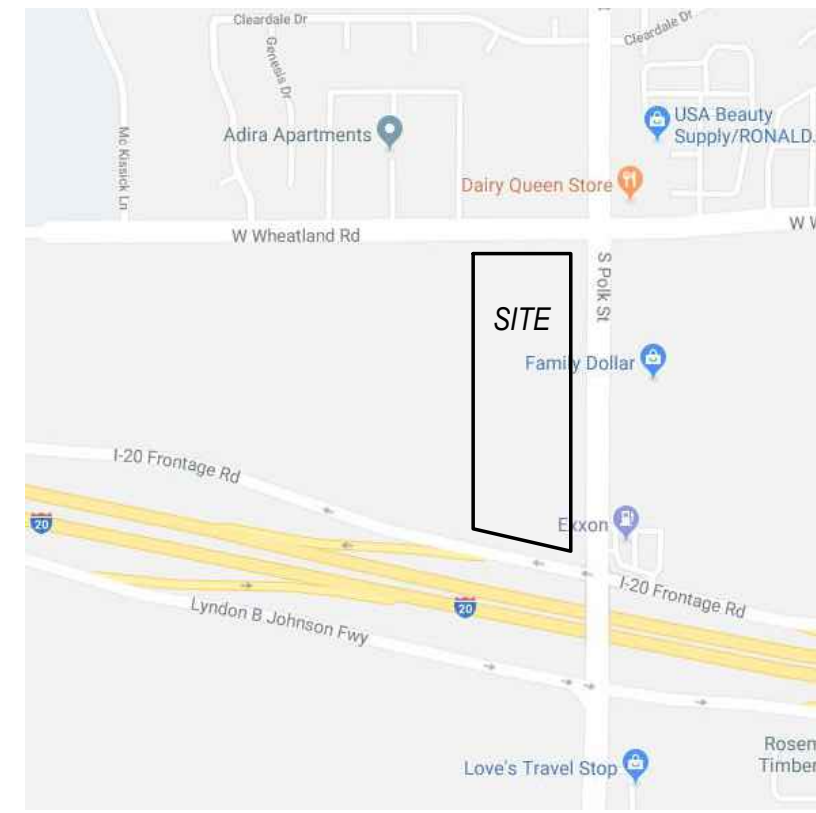 Cleardale Dr
Cleardale Dr
Genesis Dr
USA Beauty
Supply/RONALD.
Adira Apartments
Mc Kissick Ln
Dairy Queen Store
W Wheatland Rd
S Polk St
SITE
Family Dollar
I-20 Frontage Rd
20
Exxon
I-20 Frontage Rd
20
Lyndon B Johnson Fwy
Love's Travel Stop